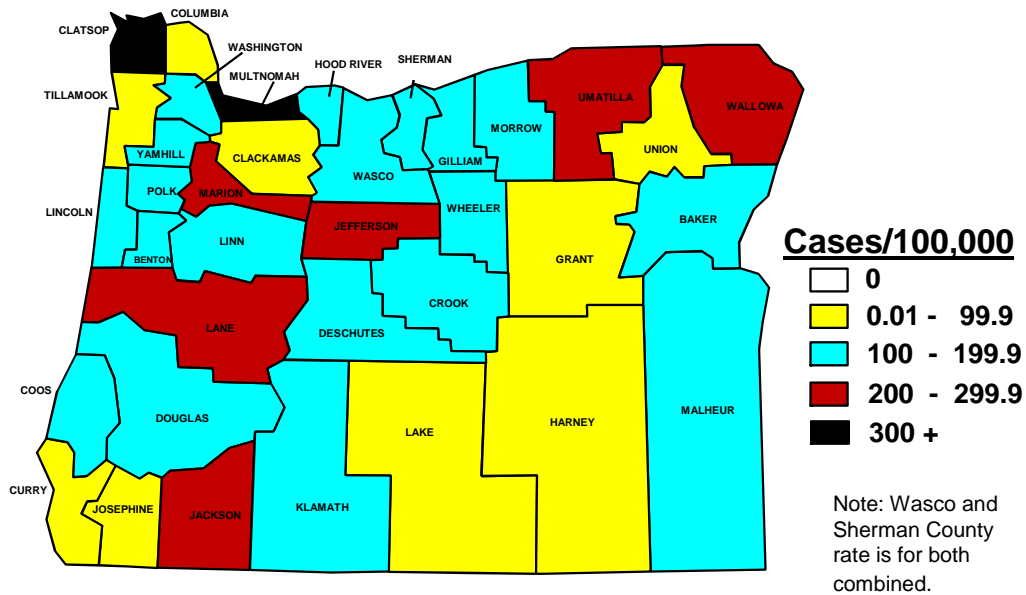 COLUMBIA
CLATSOP
WASHINGTON
SHERMAN
HOOD RIVER
MULTNOMAH
TILLAMOOK
UMATILLA
WALLOWA
MORROW
UNION
YAMHILL
CLACKAMAS
GILLIAM
WASCO
POLK
MARION
LINCOLN
WHEELER
BAKER
JEFFERSON
LINN
BENTON
GRANT
CROOK
LANE
DESCHUTES
COOS
DOUGLAS
LAKE
HARNEY
MALHEUR
CURRY
JOSEPHINE
JACKSON
KLAMATH
Cases/100,000
0
0.01 - 99.9
100 - 199.9
200 - 299.9
300 +
Note: Wasco and
Sherman County
rate is for both
combined.